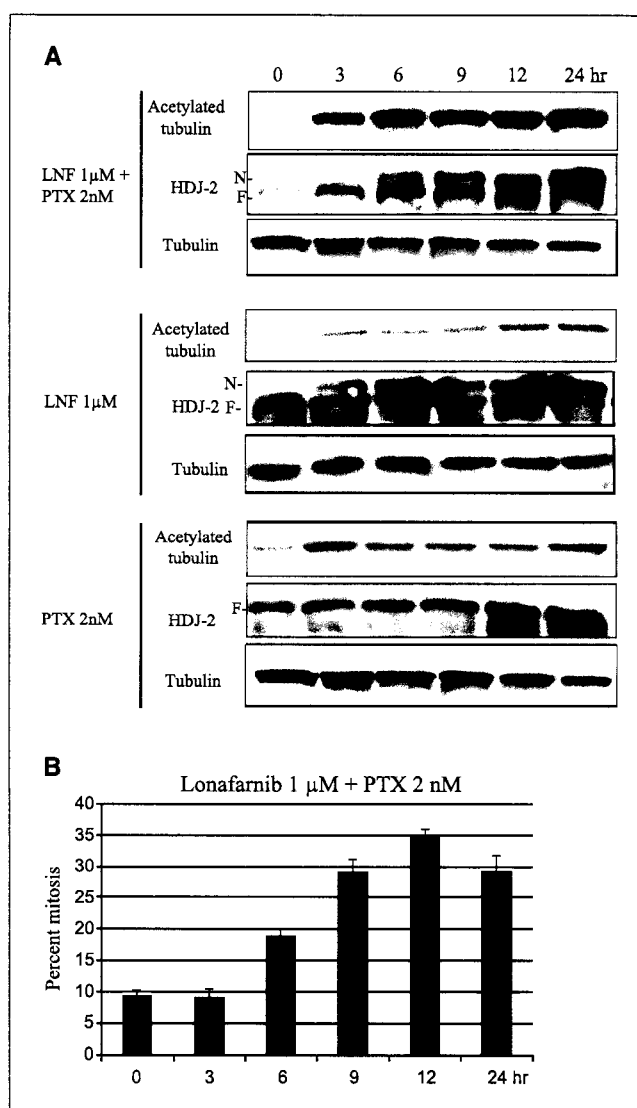 A
0 3 6 9 12 24 hr
Acetylated
tubulin
LNF 1μM +
PTX 2nM
HDJ-2
N-
F-
Tubulin
Acetylated
tubulin
LNF 1μM
HDJ-2
N-
F-
Tubulin
Acetylated
tubulin
PTX 2nM
HDJ-2
F-
Tubulin
B
Lonafarnib 1 μM + PTX 2 nM
Percent mitosis
40
35
30
25
20
15
10
5
0
0 3 6 9 12 24 hr